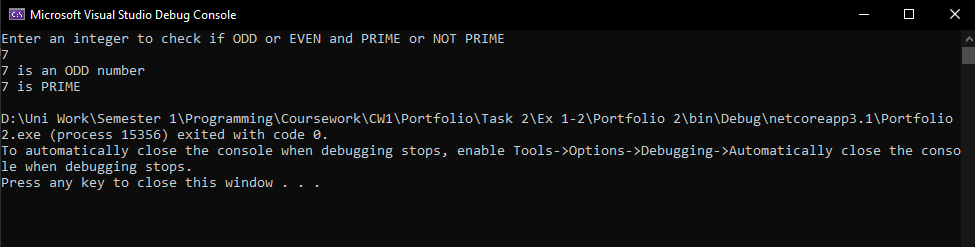 Microsoft Visual Studio Debug Console
Enter an integer to check if ODD or EVEN and PRIME or NOT PRIME
7
7 is an ODD number
7 is PRIME
D:\Uni Work\Semester 1\Programming\Coursework\CW1\Portfolio\Task 2\Ex 1-2\Portfolio 2\bin\Debug\netcoreapp3.1\Portfolio
2.exe (process 15356) exited with code 0.
To automatically close the console when debugging stops, enable Tools->Options->Debugging->Automatically close the conso
le when debugging stops.
Press any key to close this window . . .